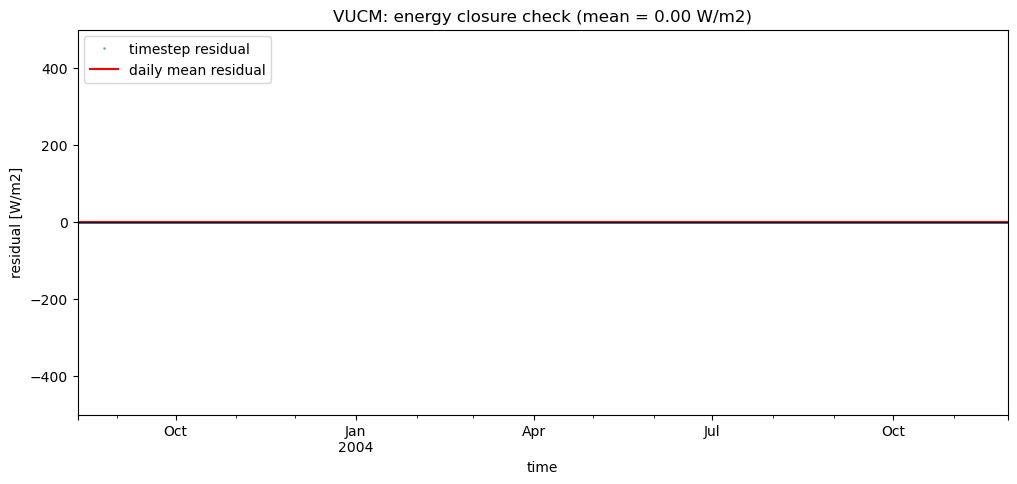 VUCM: energy closure check (mean = 0.00 W/m2)
timestep residual
daily mean residual
residual [W/m2]
400
200
0
−200
−400
Oct
Jan
2004
Apr
Jul
Oct
time